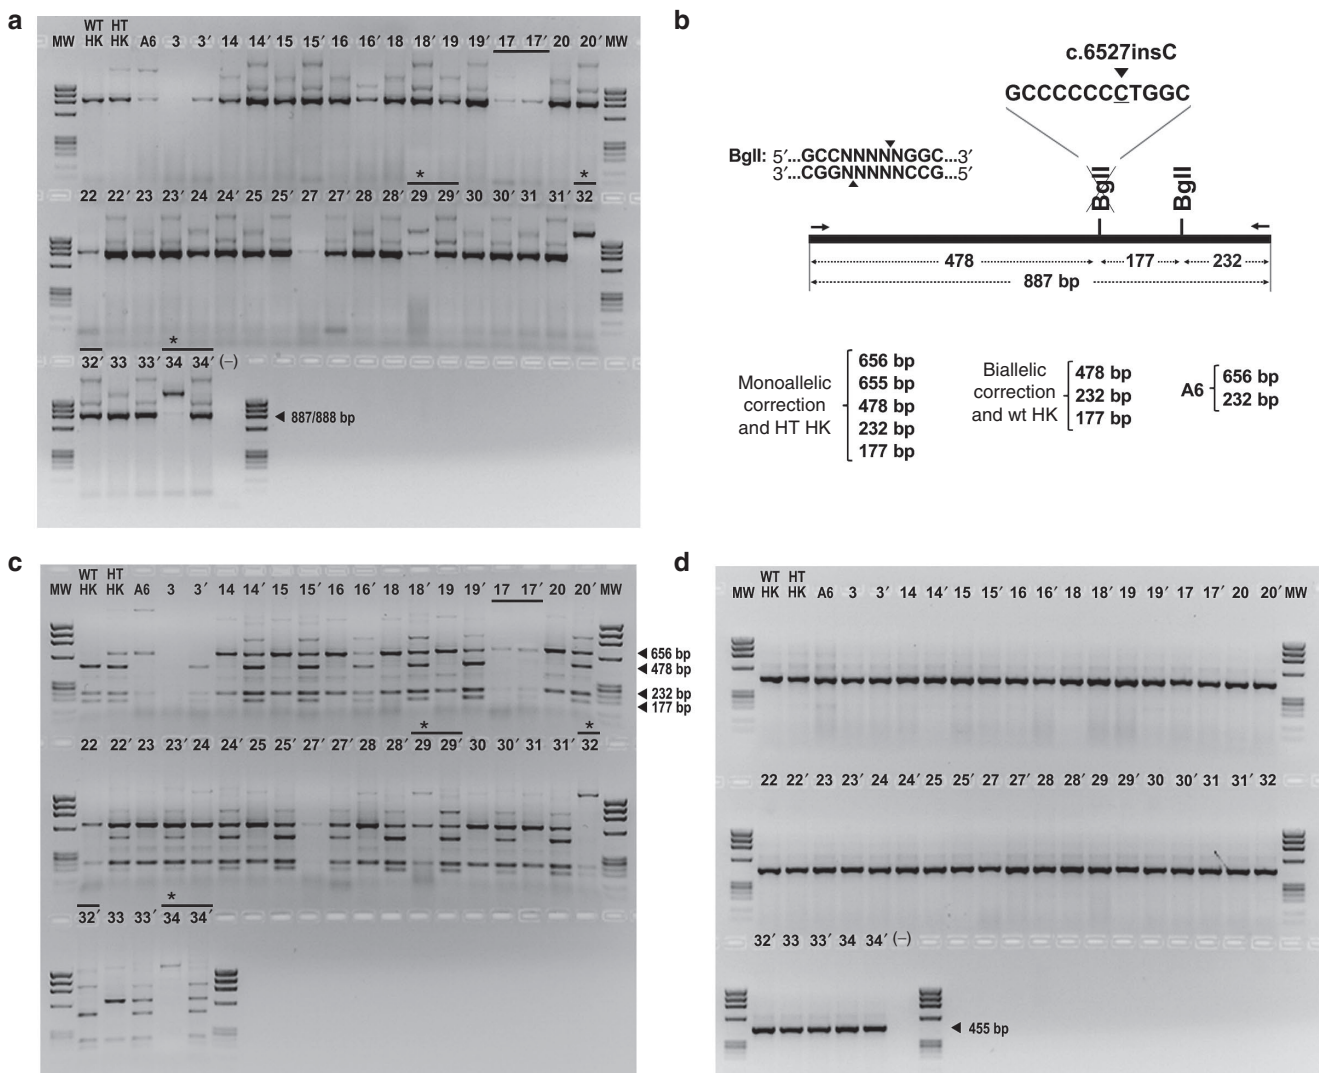 a
WT HT
MW HK HK A6 3 3′ 14 14′ 15 15′ 16 16′ 18 18′ 19 19′ 17 17′ 20 20′ MW
* *
22 22′ 23 23′ 24 24′ 25 25′ 27 27′ 28 28′ 29 29′ 30 30′ 31 31′ 32
*
32′ 33 33′ 34 34′ (–)
887/888 bp
b
c.6527insC
GCCCCCCCCTGGC
BglI: 5′...GCCNNNNNGGC...3′
3′...CGGNNNNNCCG...5′
BglI BglI
478 177 232
887 bp
Monoallelic
correction
and HT HK
656 bp
655 bp
478 bp
232 bp
177 bp
Biallelic
correction
and wt HK
478 bp
232 bp
177 bp
A6
656 bp
232 bp
c
WT HT
MW HK HK A6 3 3′ 14 14′ 15 15′ 16 16′ 18 18′ 19 19′ 17 17′ 20 20′ MW
656 bp
478 bp
232 bp
177 bp
* *
22 22′ 23 23′ 24 24′ 25 25′ 27′ 27′ 28 28′ 29 29′ 30 30′ 31 31′ 32
*
32′ 33 33′ 34 34′
d
WT HT
MW HK HK A6 3 3′ 14 14′ 15 15′ 16 16′ 18 18′ 19 19′ 17 17′ 20 20′ MW
22 22′ 23 23′ 24 24′ 25 25′ 27 27′ 28 28′ 29 29′ 30 30′ 31 31′ 32
32′ 33 33′ 34 34′ (–)
455 bp